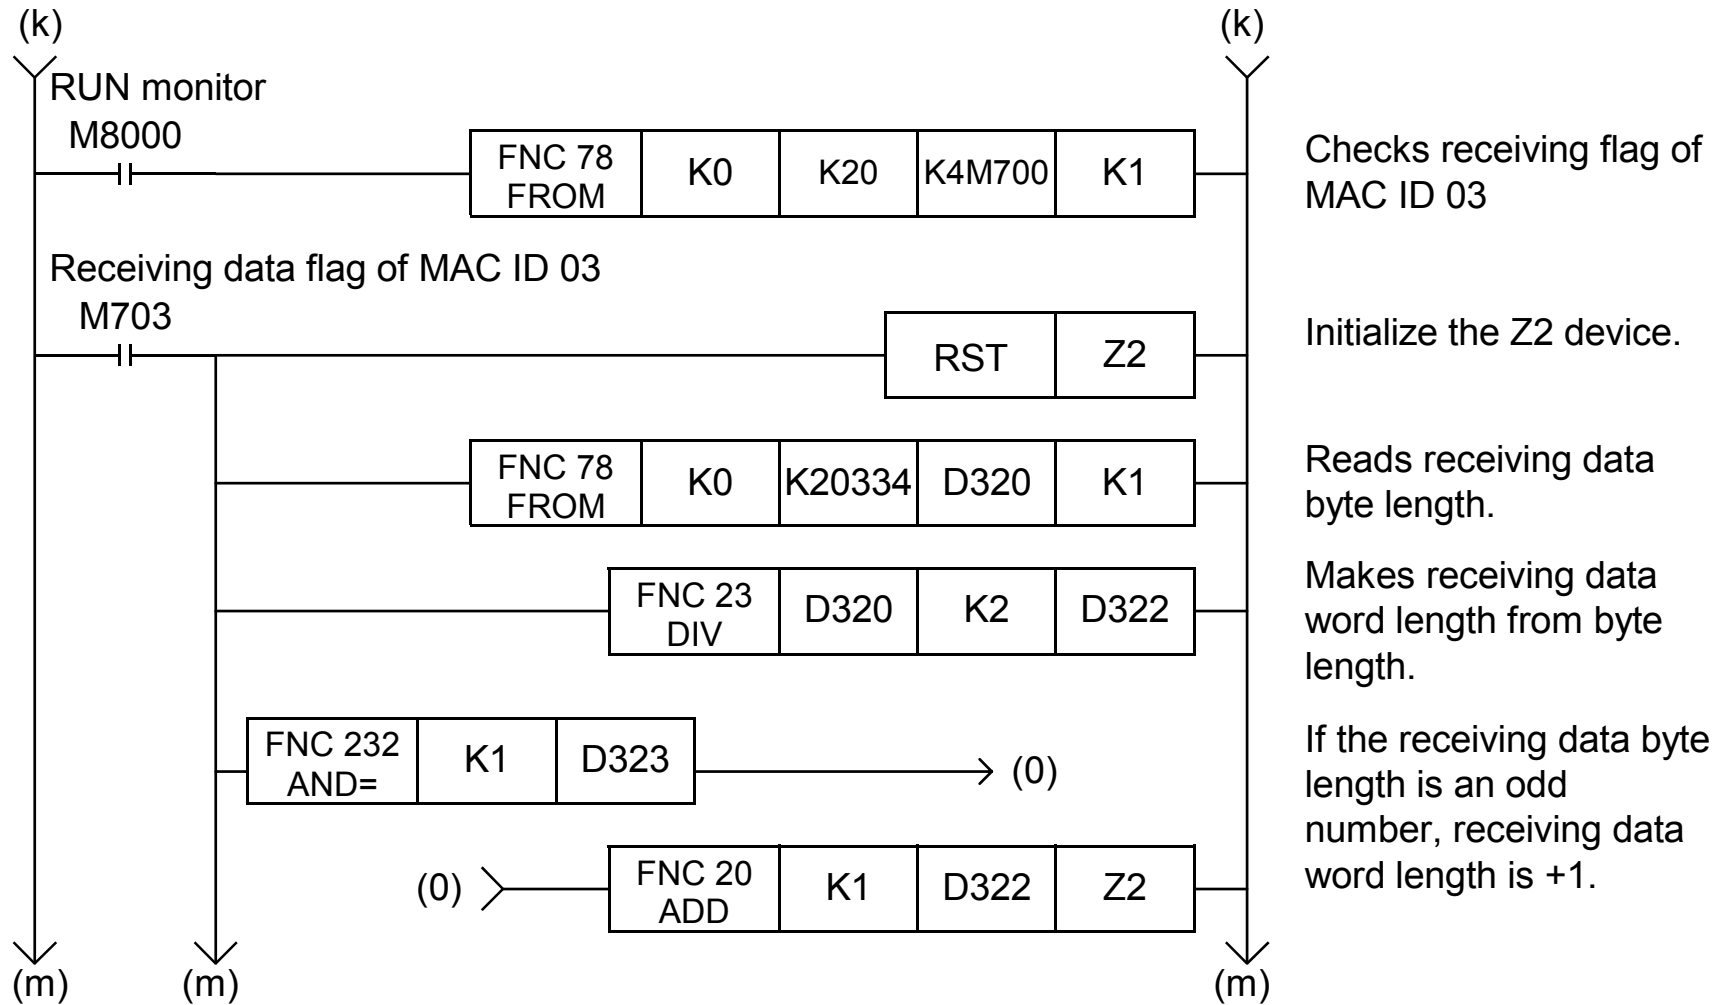 (k) (k)
RUN monitor
M8000
FNC 78
FROM
K0
K20
K4M700
K1
Checks receiving flag of
MAC ID 03
Receiving data flag of MAC ID 03
M703
RST
Z2
Initialize the Z2 device.
FNC 78
FROM
K0
K20334
D320
K1
Reads receiving data
byte length.
FNC 23
DIV
D320
K2
D322
Makes receiving data
word length from byte
length.
FNC 232
AND=
K1
D323
(0)
If the receiving data byte
length is an odd
number, receiving data
word length is +1.
(0)
FNC 20
ADD
K1
D322
Z2
(m) (m) (m)